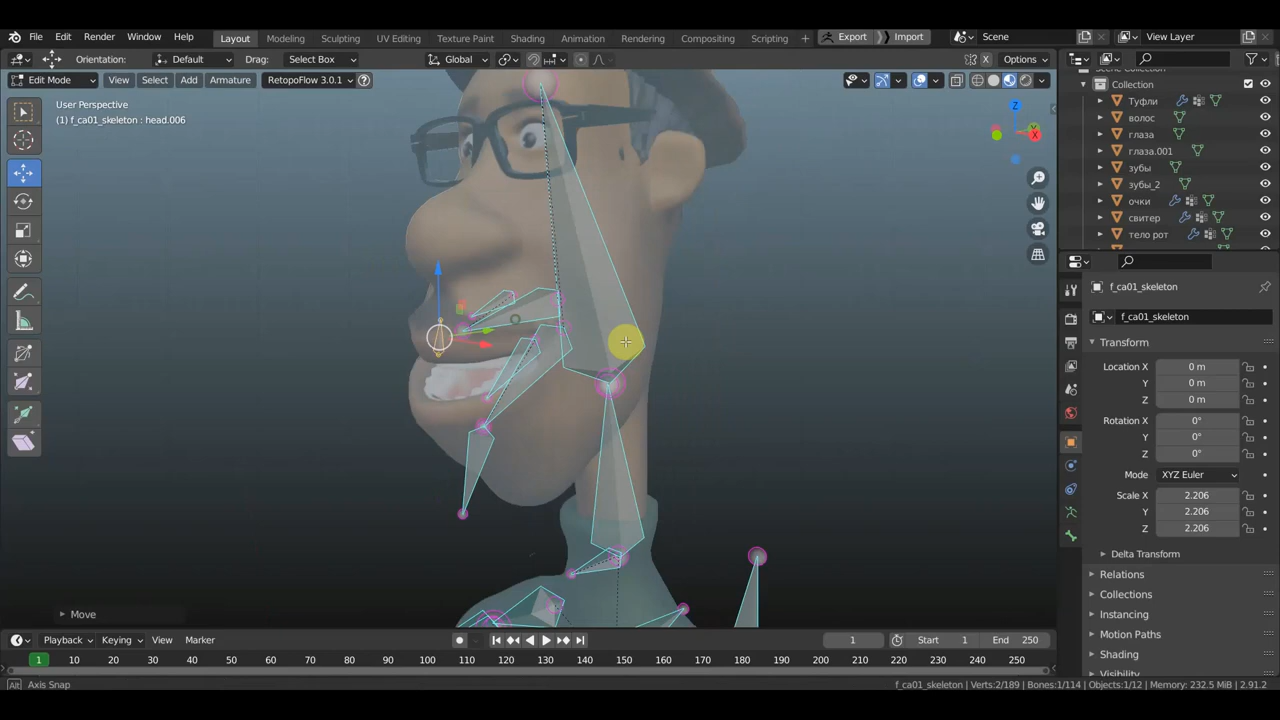 File Edit Render Window Help Layout Modeling Sculpting UV Editing Texture Paint Shading Animation Rendering Compositing Scripting + Export Import Scene View Layer
Orientation: Default Drag: Select Box Global Options
Edit Mode View Select Add Armature RetopoFlow 3.0.1 ?
Scene Collection
Collection
Туфли
волос
глаза
глаза.001
зубы
зубы_2
очки
свитер
тело рот
User Perspective
(1) f_ca01_skeleton : head.006
Z
f_ca01_skeleton
f_ca01_skeleton
Transform
Location X 0 m
Y 0 m
Z 0 m
Rotation X 0°
Y 0°
Z 0°
Mode XYZ Euler
Scale X 2.206
Y 2.206
Z 2.206
Delta Transform
Relations
Collections
Instancing
Motion Paths
Shading
Visibility
Move
Playback Keying View Marker 1 Start 1 End 250
1 10 20 30 40 50 60 70 80 90 100 110 120 130 140 150 160 170 180 190 200 210 220 230 240 250
Alt Axis Snap f_ca01_skeleton | Verts:2/189 | Bones:1/114 | Objects:1/12 | Memory: 232.5 MiB | 2.91.2